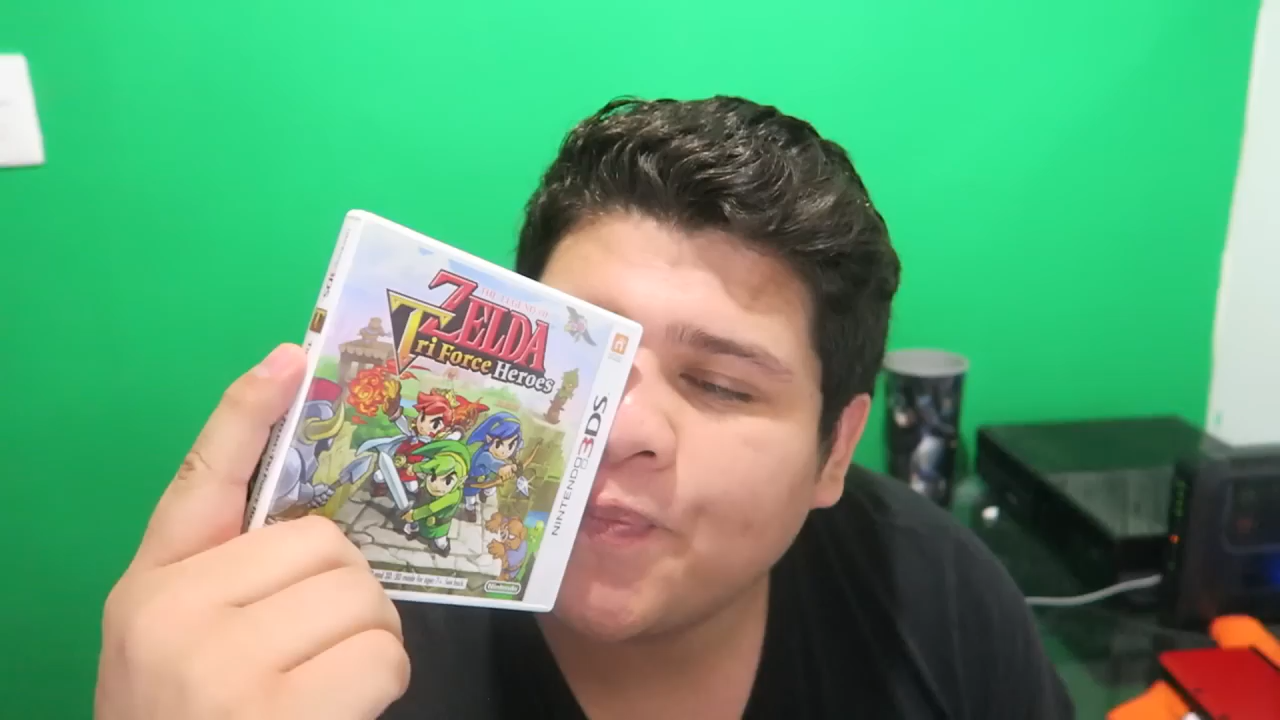 THE LEGEND OF
ZELDA
Tri Force Heroes
NINTENDO 3DS
Nintendo